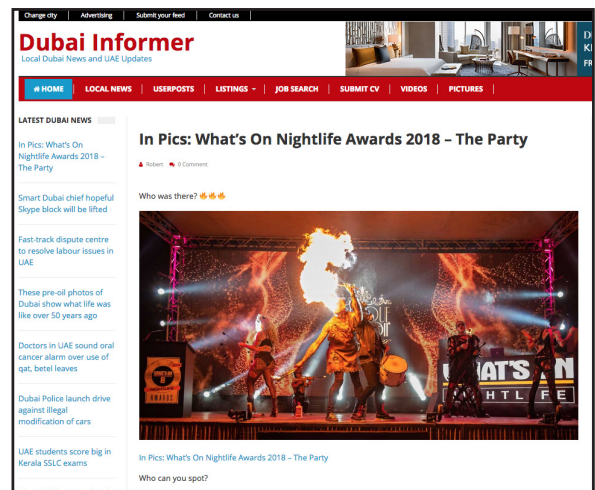 Change city
Advertising
Submit your feed
Contact us
Dubai Informer
Local Dubai News and UAE Updates
HOME
LOCAL NEWS
USERPOSTS
LISTINGS
JOB SEARCH
SUBMIT CV
VIDEOS
PICTURES
LATEST DUBAI NEWS
In Pics: What's On
Nightlife Awards 2018 –
The Party
Smart Dubai chief hopeful
Skype block will be lifted
Fast-track dispute centre
to resolve labour issues in
UAE
These pre-oil photos of
Dubai show what life was
like over 50 years ago
Doctors in UAE sound oral
cancer alarm over use of
qat, betel leaves
Dubai Police launch drive
against illegal
modification of cars
UAE students score big in
Kerala SSLC exams
In Pics: What's On Nightlife Awards 2018 – The Party
Robert
0 Comment
Who was there? 🔥🔥🔥
AWARDS
In Pics: What's On Nightlife Awards 2018 – The Party
Who can you spot?